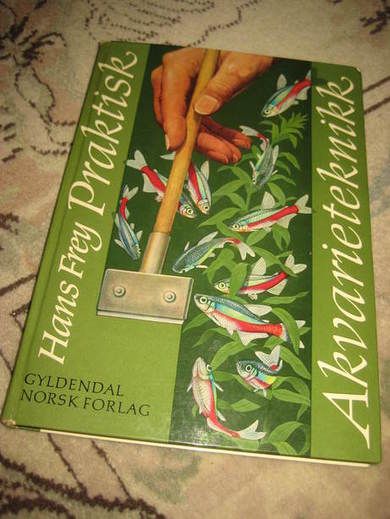 Hans Frey Praktisk
Akvarieteknikk
GYLDENDAL
NORSK FORLAG